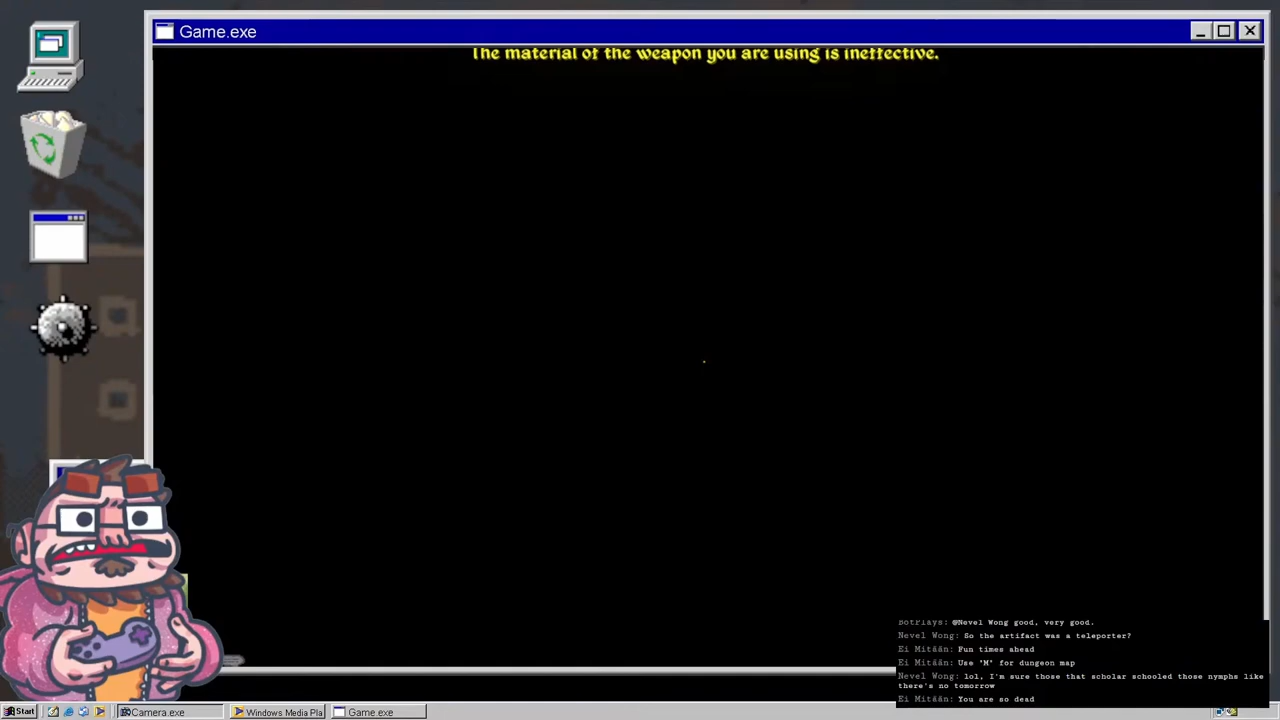 Game.exe
The material of the weapon you are using is ineffective.
botriays: @Nevel Wong good, very good.
Nevel Wong: So the artifact was a teleporter?
Ei Mitään: Fun times ahead
Ei Mitään: Use 'M' for dungeon map
Nevel Wong: lol, I'm sure those that scholar schooled those nymphs like
there's no tomorrow
Ei Mitään: You are so dead
Start
Camera.exe
Windows Media Pla
Game.exe